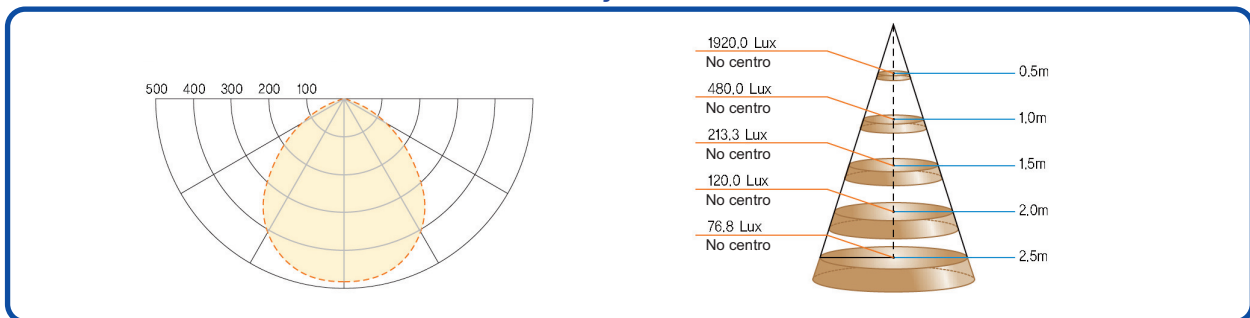 500 400 300 200 100
1920,0 Lux
No centro
0,5m
480,0 Lux
No centro
1,0m
213,3 Lux
No centro
1,5m
120,0 Lux
No centro
2,0m
76,8 Lux
No centro
2,5m